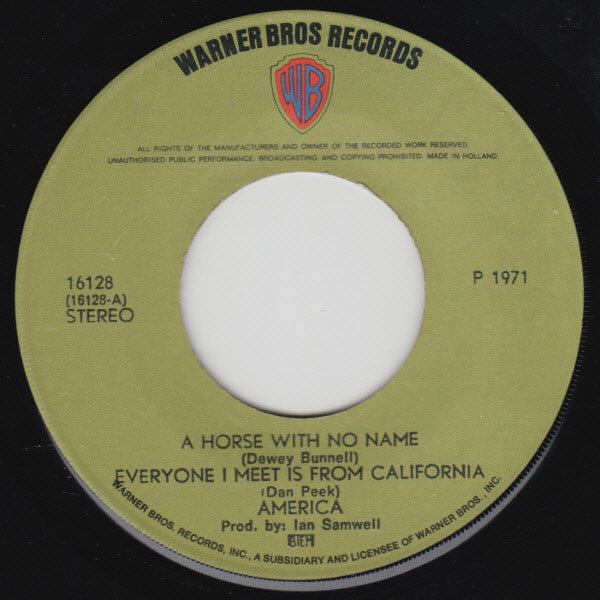 WARNER BROS RECORDS
WB
ALL RIGHTS OF THE MANUFACTURERS AND OWNER OF THE RECORDED WORK RESERVED
UNAUTHORISED PUBLIC PERFORMANCE, BROADCASTING AND COPYING PROHIBITED. MADE IN HOLLAND.
16128
(16128-A)
STEREO
P 1971
A HORSE WITH NO NAME
(Dewey Bunnell)
EVERYONE I MEET IS FROM CALIFORNIA
(Dan Peek)
AMERICA
Prod. by: Ian Samwell
WARNER BROS. RECORDS, INC., A SUBSIDIARY AND LICENSEE OF WARNER BROS., INC.